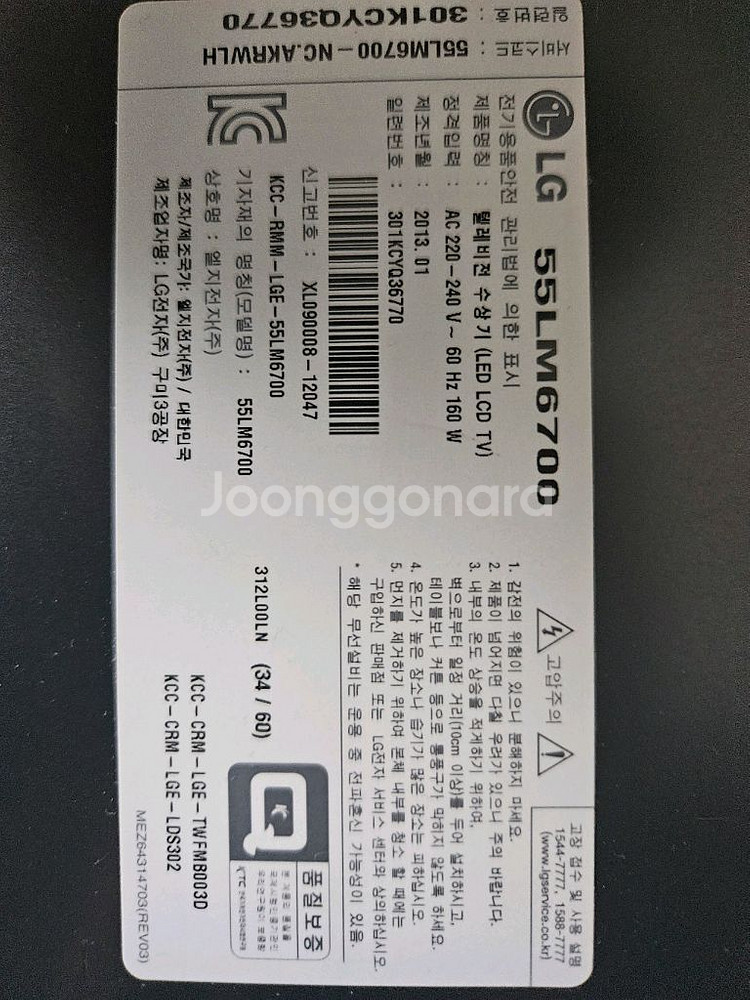 일련번호 : 301KCYQ36770
서비스코드 : 55LM6700-NC.AKRWLH
LG 55LM6700
전기용품안전 관리법에 의한 표시
제품명칭 : 텔레비전 수상기 (LED LCD TV)
정격입력 : AC 220-240 V~ 60 Hz 160 W
제조년월 : 2013. 01
일련번호 : 301KCYQ36770
신고번호 : XL090008-12047
KCC-RMM-LGE-55LM6700
기자재의 명칭(모델명) : 55LM6700
상호명 : 엘지전자(주)
제조자/제조국가: 엘지전자(주) / 대한민국
제조업자명: LG전자(주) 구미3공장
고압주의
1. 감전의 위험이 있으니 분해하지 마세요.
2. 제품이 넘어지면 다칠 우려가 있으니 주의 바랍니다.
3. 내부의 온도 상승을 적게하기 위하여,
벽으로부터 일정 거리(10cm 이상)를 두어 설치하시고,
테이블보나 커튼 등으로 통풍구가 막히지 않도록 하세요.
4. 온도가 높은 장소나 습기가 많은 장소는 피하십시오.
5. 먼지를 제거하기 위하여 본체 내부를 청소 할 때에는
구입하신 판매점 또는 LG전자 서비스 센터와 상의하십시오.
* 해당 무선설비는 운용 중 전파혼신 가능성이 있음.
고장 접수 및 사용 설명
1544-7777, 1588-7777
(www.lgservice.co.kr)
312L00LN (34 / 60)
KCC-CRM-LGE-TWFMB003D
KCC-CRM-LGE-LDS302
Q
품질보증
KTC
MEZ64314703(REV03)
Joonggonara